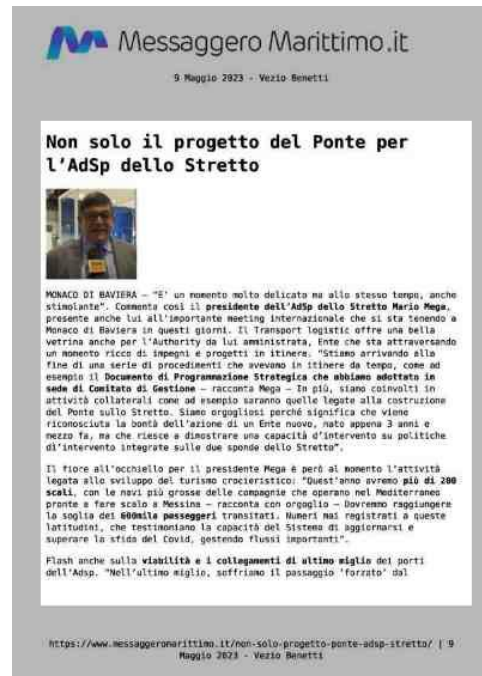 Messaggero Marittimo.it
9 Maggio 2023 - Vezio Benetti
Non solo il progetto del Ponte per
l'AdSp dello Stretto
MONACO DI BAVIERA – "E' un momento molto delicato ma allo stesso tempo, anche
stimolante". Commenta così il presidente dell'AdSp dello Stretto Mario Mega,
presente anche lui all'importante meeting internazionale che si sta tenendo a
Monaco di Baviera in questi giorni. Il Transport logistic offre una bella
vetrina anche per l'Authority da lui amministrata, Ente che sta attraversando
un momento ricco di impegni e progetti in itinere. "Stiamo arrivando alla
fine di una serie di procedimenti che avevamo in itinere da tempo, come ad
esempio il Documento di Programmazione Strategica che abbiamo adottato in
sede di Comitato di Gestione – racconta Mega – In più, siano coinvolti in
attività collaterali come ad esempio saranno quelle legate alla costruzione
del Ponte sullo Stretto. Siamo orgogliosi perché significa che viene
riconosciuta la bontà dell'azione di un Ente nuovo, nato appena 3 anni e
mezzo fa, ma che riesce a dimostrare una capacità d'intervento su politiche
di'intervento integrate sulle due sponde dello Stretto".
Il fiore all'occhiello per il presidente Mega è però al momento l'attività
legata allo sviluppo del turismo crocieristico: "Quest'anno avremo più di 200
scali, con le navi più grosse delle compagnie che operano nel Mediterraneo
pronte a fare scalo a Messina – racconta con orgoglio – Dovremmo raggiungere
la soglia dei 600mila passeggeri transitati. Numeri mai registrati a queste
latitudini, che testimoniano la capacità del Sistema di aggiornarsi e
superare la sfida del Covid, gestendo flussi importanti".
Flash anche sulla viabilità e i collegamenti di ultimo miglio dei porti
dell'Adsp. "Nell'ultimo miglio, soffriamo il passaggio 'forzato' dal
https://www.messaggeromarittimo.it/non-solo-progetto-ponte-adsp-stretto/ | 9
Maggio 2023 - Vezio Benetti